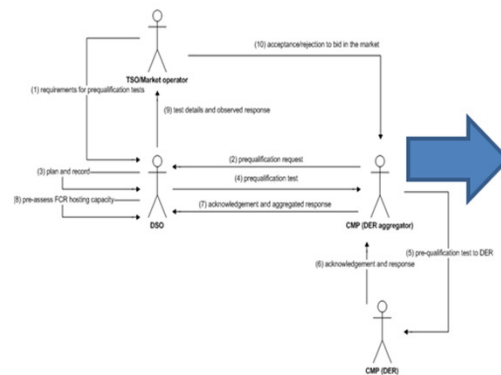 (10) acceptance/rejection to bid in the market
TSO/Market operator
(1) requirements for prequalification tests
(9) test details and observed response
(2) prequalification request
(3) plan and record
(4) prequalification test
(8) pre-assess FCR hosting capacity
(7) acknowledgement and aggregated response
DSO
CMP (DER aggregator)
(5) pre-qualification test to DER
(6) acknowledgement and response
CMP (DER)